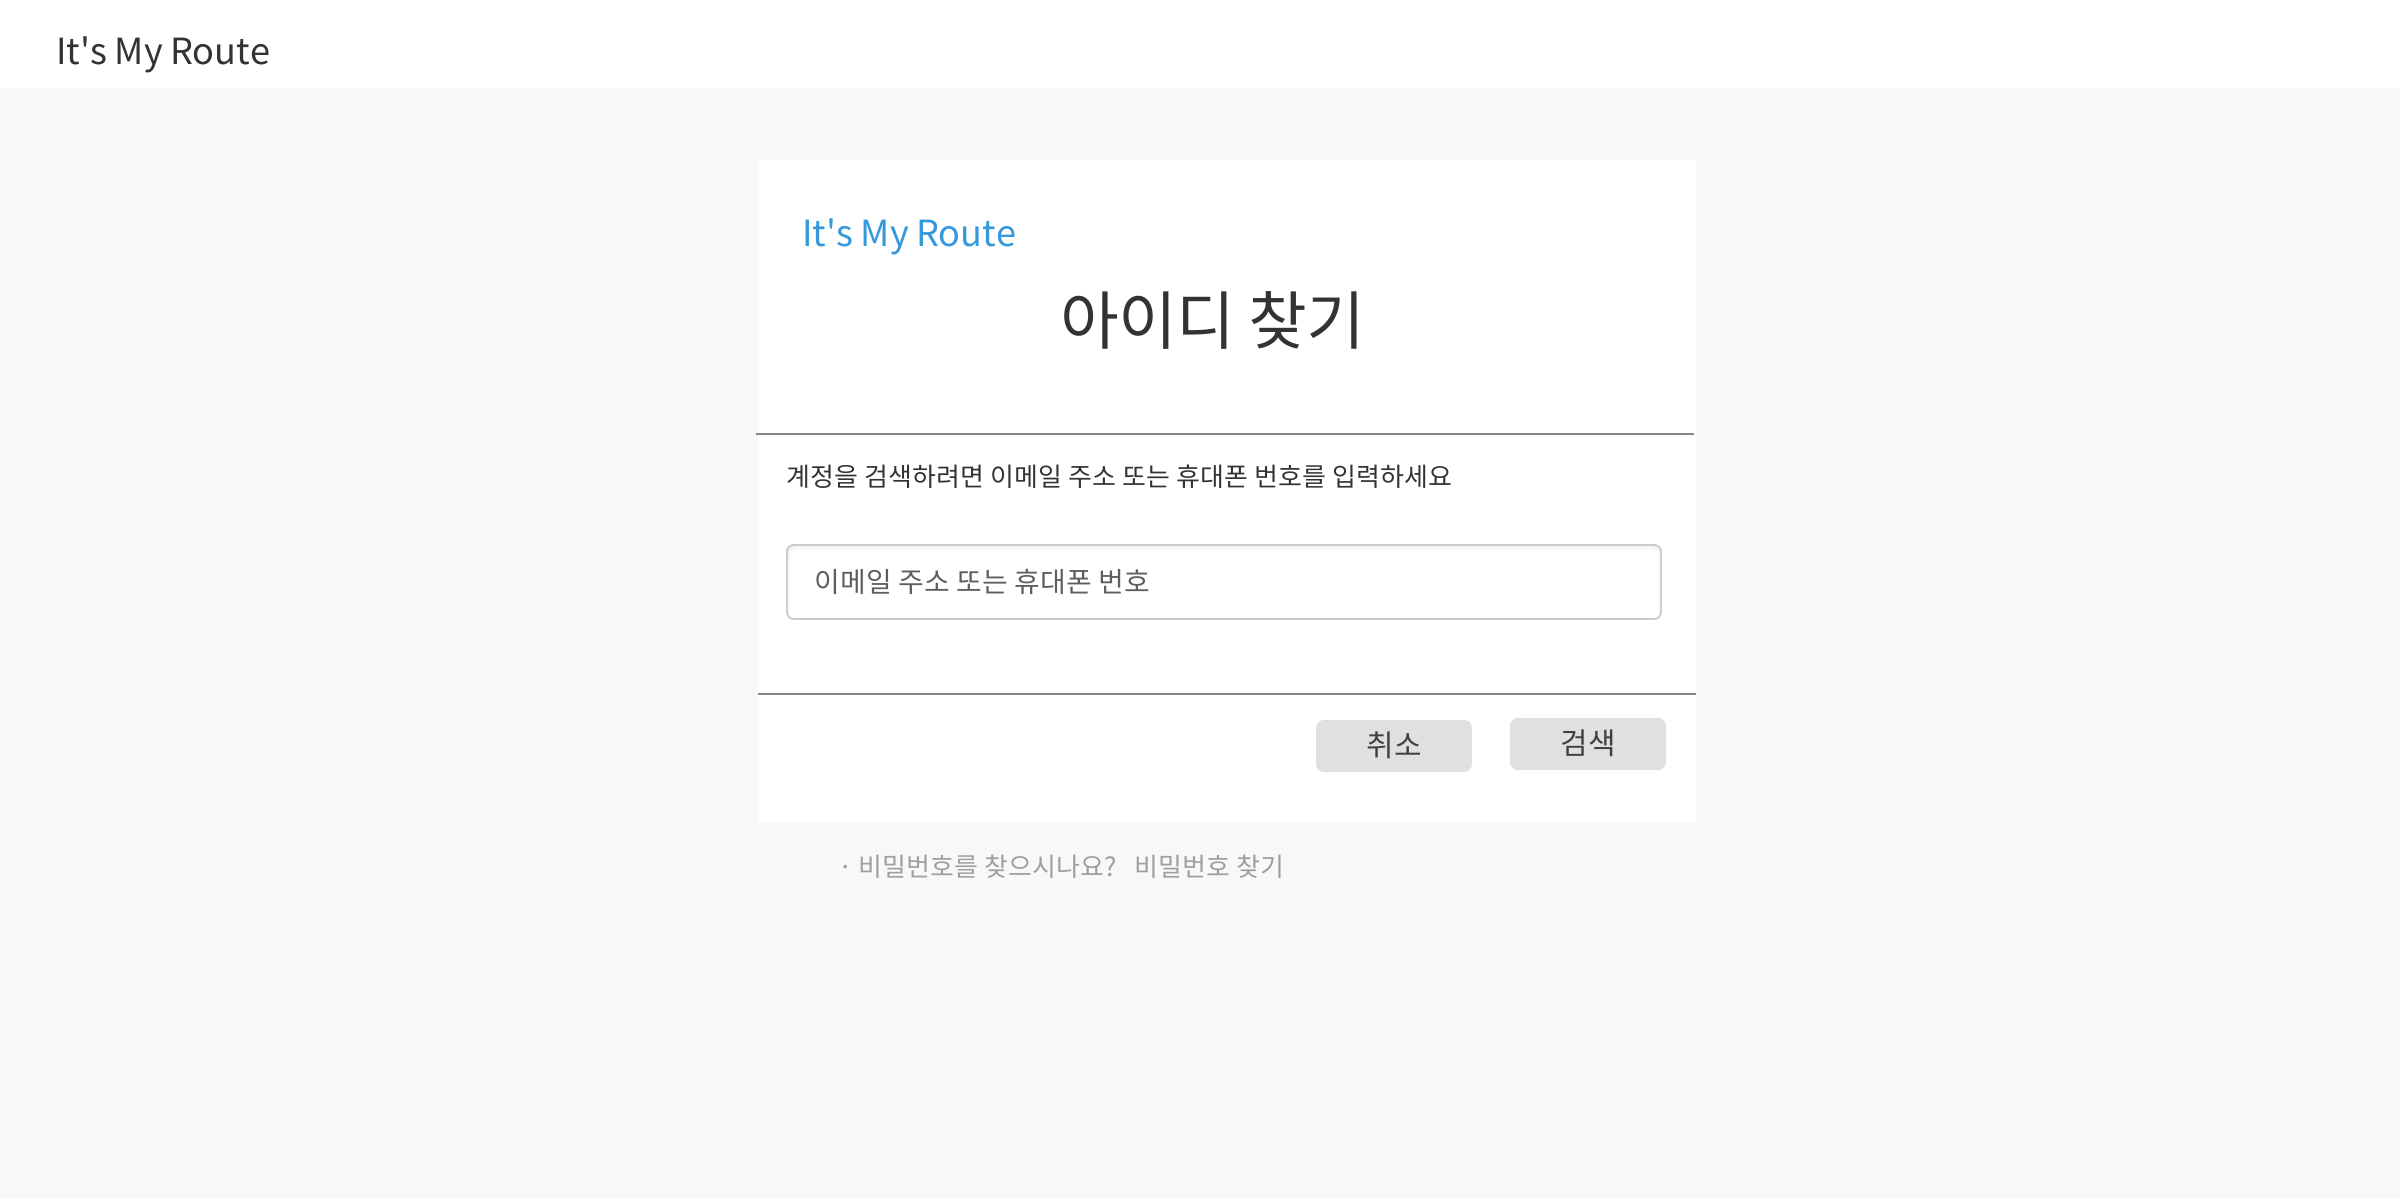 It's My Route
It's My Route
아이디 찾기
계정을 검색하려면 이메일 주소 또는 휴대폰 번호를 입력하세요
이메일 주소 또는 휴대폰 번호
취소 검색
· 비밀번호를 찾으시나요? 비밀번호 찾기